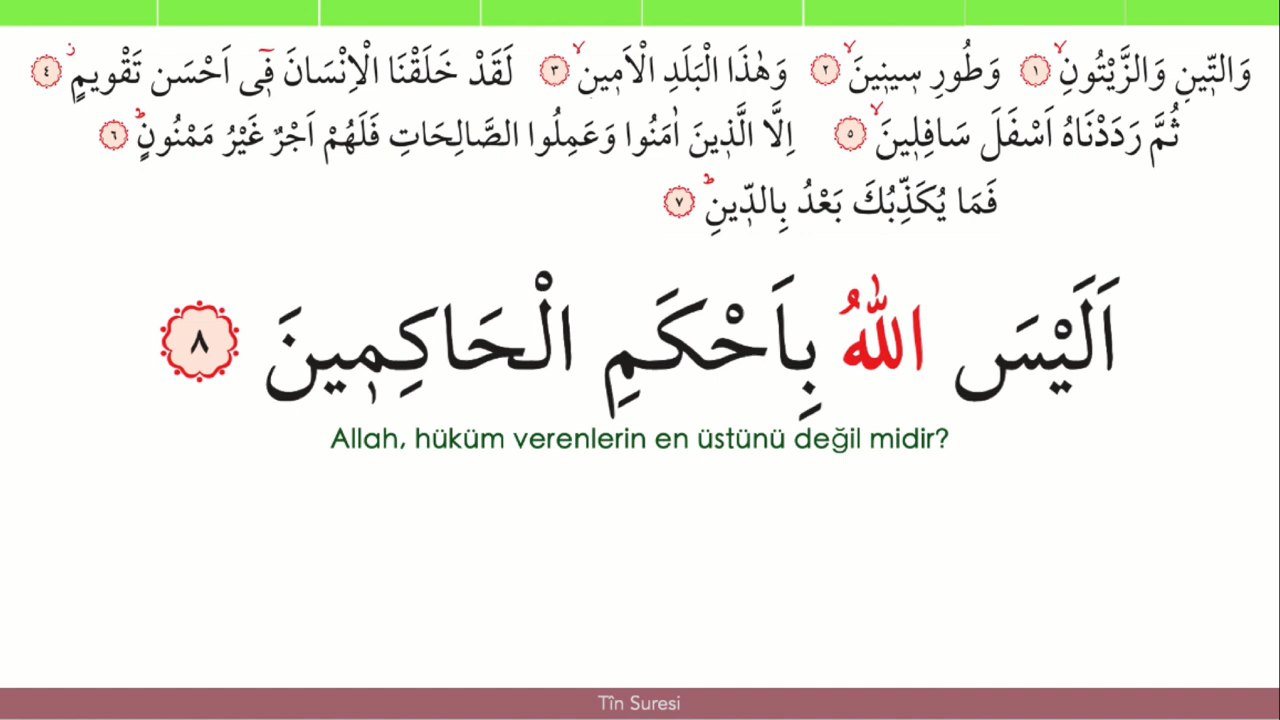 وَالتّ۪ينِ وَالزَّيْتُونِۙ ﴿١﴾ وَطُورِ س۪ين۪ينَۙ ﴿٢﴾ وَهٰذَا الْبَلَدِ الْاَم۪ينِۙ ﴿٣﴾ لَقَدْ خَلَقْنَا الْاِنْسَانَ ف۪ٓي اَحْسَنِ تَقْو۪يمٍۘ ﴿٤﴾
ثُمَّ رَدَدْنَاهُ اَسْفَلَ سَافِل۪ينَۙ ﴿٥﴾ اِلَّا الَّذ۪ينَ اٰمَنُوا وَعَمِلُوا الصَّالِحَاتِ فَلَهُمْ اَجْرٌ غَيْرُ مَمْنُونٍۜ ﴿٦﴾
فَمَا يُكَذِّبُكَ بَعْدُ بِالدّ۪ينِۜ ﴿٧﴾
اَلَيْسَ اللّٰهُ بِاَحْكَمِ الْحَاكِم۪ينَ ﴿٨﴾
Allah, hüküm verenlerin en üstünü değil midir?
Tîn Suresi